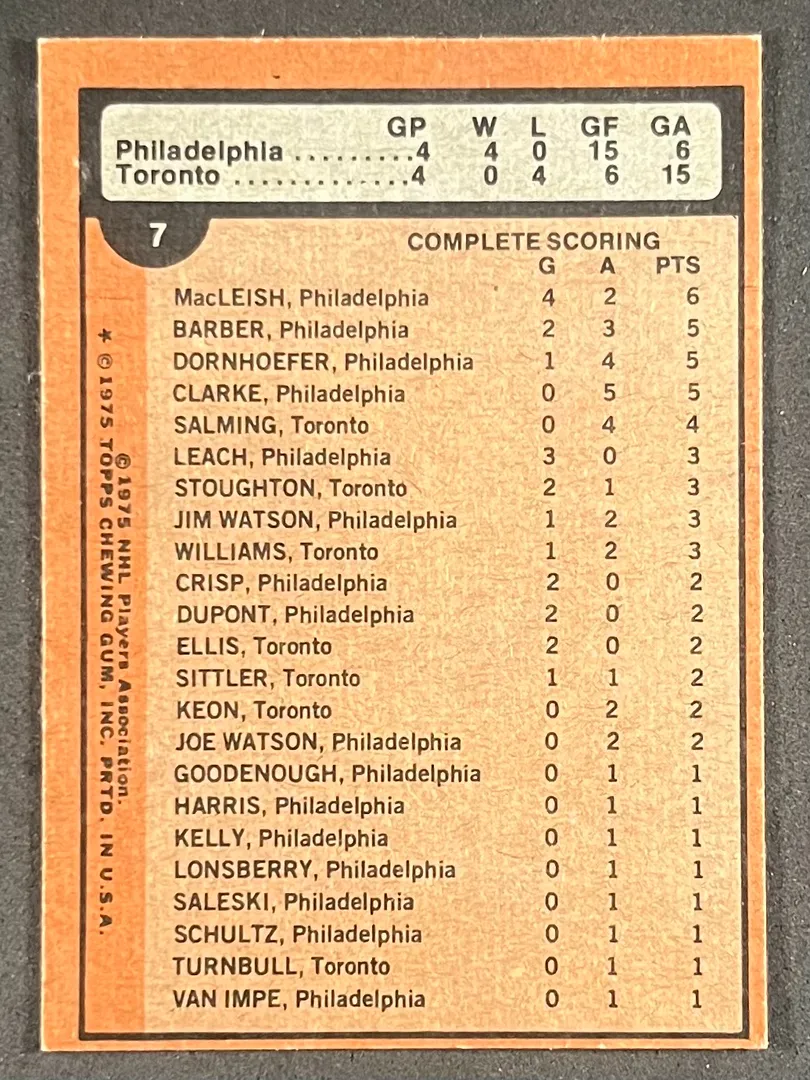 GP W L GF GA
Philadelphia .........4 4 0 15 6
Toronto .............4 0 4 6 15
7
COMPLETE SCORING
G A PTS
MacLEISH, Philadelphia 4 2 6
BARBER, Philadelphia 2 3 5
DORNHOEFER, Philadelphia 1 4 5
CLARKE, Philadelphia 0 5 5
SALMING, Toronto 0 4 4
LEACH, Philadelphia 3 0 3
STOUGHTON, Toronto 2 1 3
JIM WATSON, Philadelphia 1 2 3
WILLIAMS, Toronto 1 2 3
CRISP, Philadelphia 2 0 2
DUPONT, Philadelphia 2 0 2
ELLIS, Toronto 2 0 2
SITTLER, Toronto 1 1 2
KEON, Toronto 0 2 2
JOE WATSON, Philadelphia 0 2 2
GOODENOUGH, Philadelphia 0 1 1
HARRIS, Philadelphia 0 1 1
KELLY, Philadelphia 0 1 1
LONSBERRY, Philadelphia 0 1 1
SALESKI, Philadelphia 0 1 1
SCHULTZ, Philadelphia 0 1 1
TURNBULL, Toronto 0 1 1
VAN IMPE, Philadelphia 0 1 1
© 1975 NHL Players Association.
* © 1975 TOPPS CHEWING GUM, INC. PRTD. IN U.S.A.